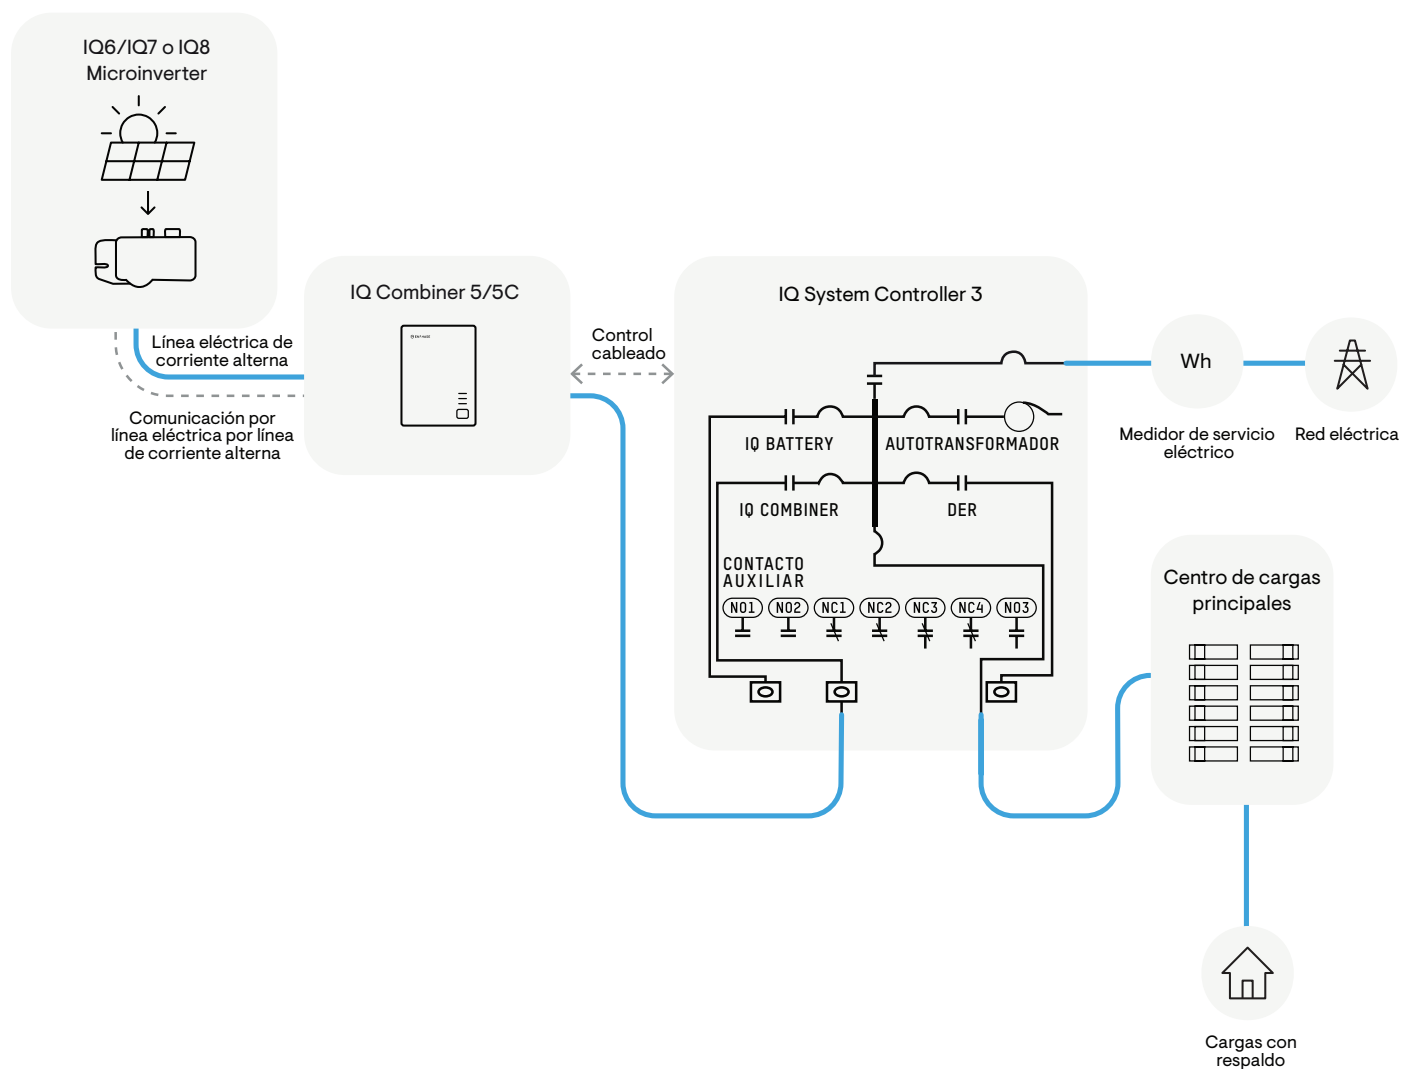 IQ6/IQ7 o IQ8
Microinverter
Línea eléctrica de
corriente alterna
Comunicación por
línea eléctrica por línea
de corriente alterna
IQ Combiner 5/5C
ENPHASE
Control
cableado
IQ System Controller 3
IQ BATTERY
AUTOTRANSFORMADOR
IQ COMBINER
DER
CONTACTO
AUXILIAR
NO1 NO2 NC1 NC2 NC3 NC4 NO3
Wh
Medidor de servicio
eléctrico
Red eléctrica
Centro de cargas
principales
Cargas con
respaldo